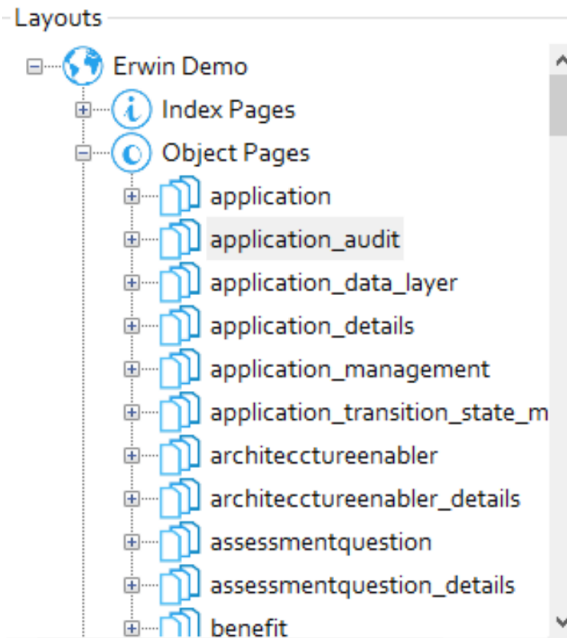 Layouts
Erwin Demo
Index Pages
Object Pages
application
application_audit
application_data_layer
application_details
application_management
application_transition_state_m
architecctureenabler
architecctureenabler_details
assessmentquestion
assessmentquestion_details
benefit